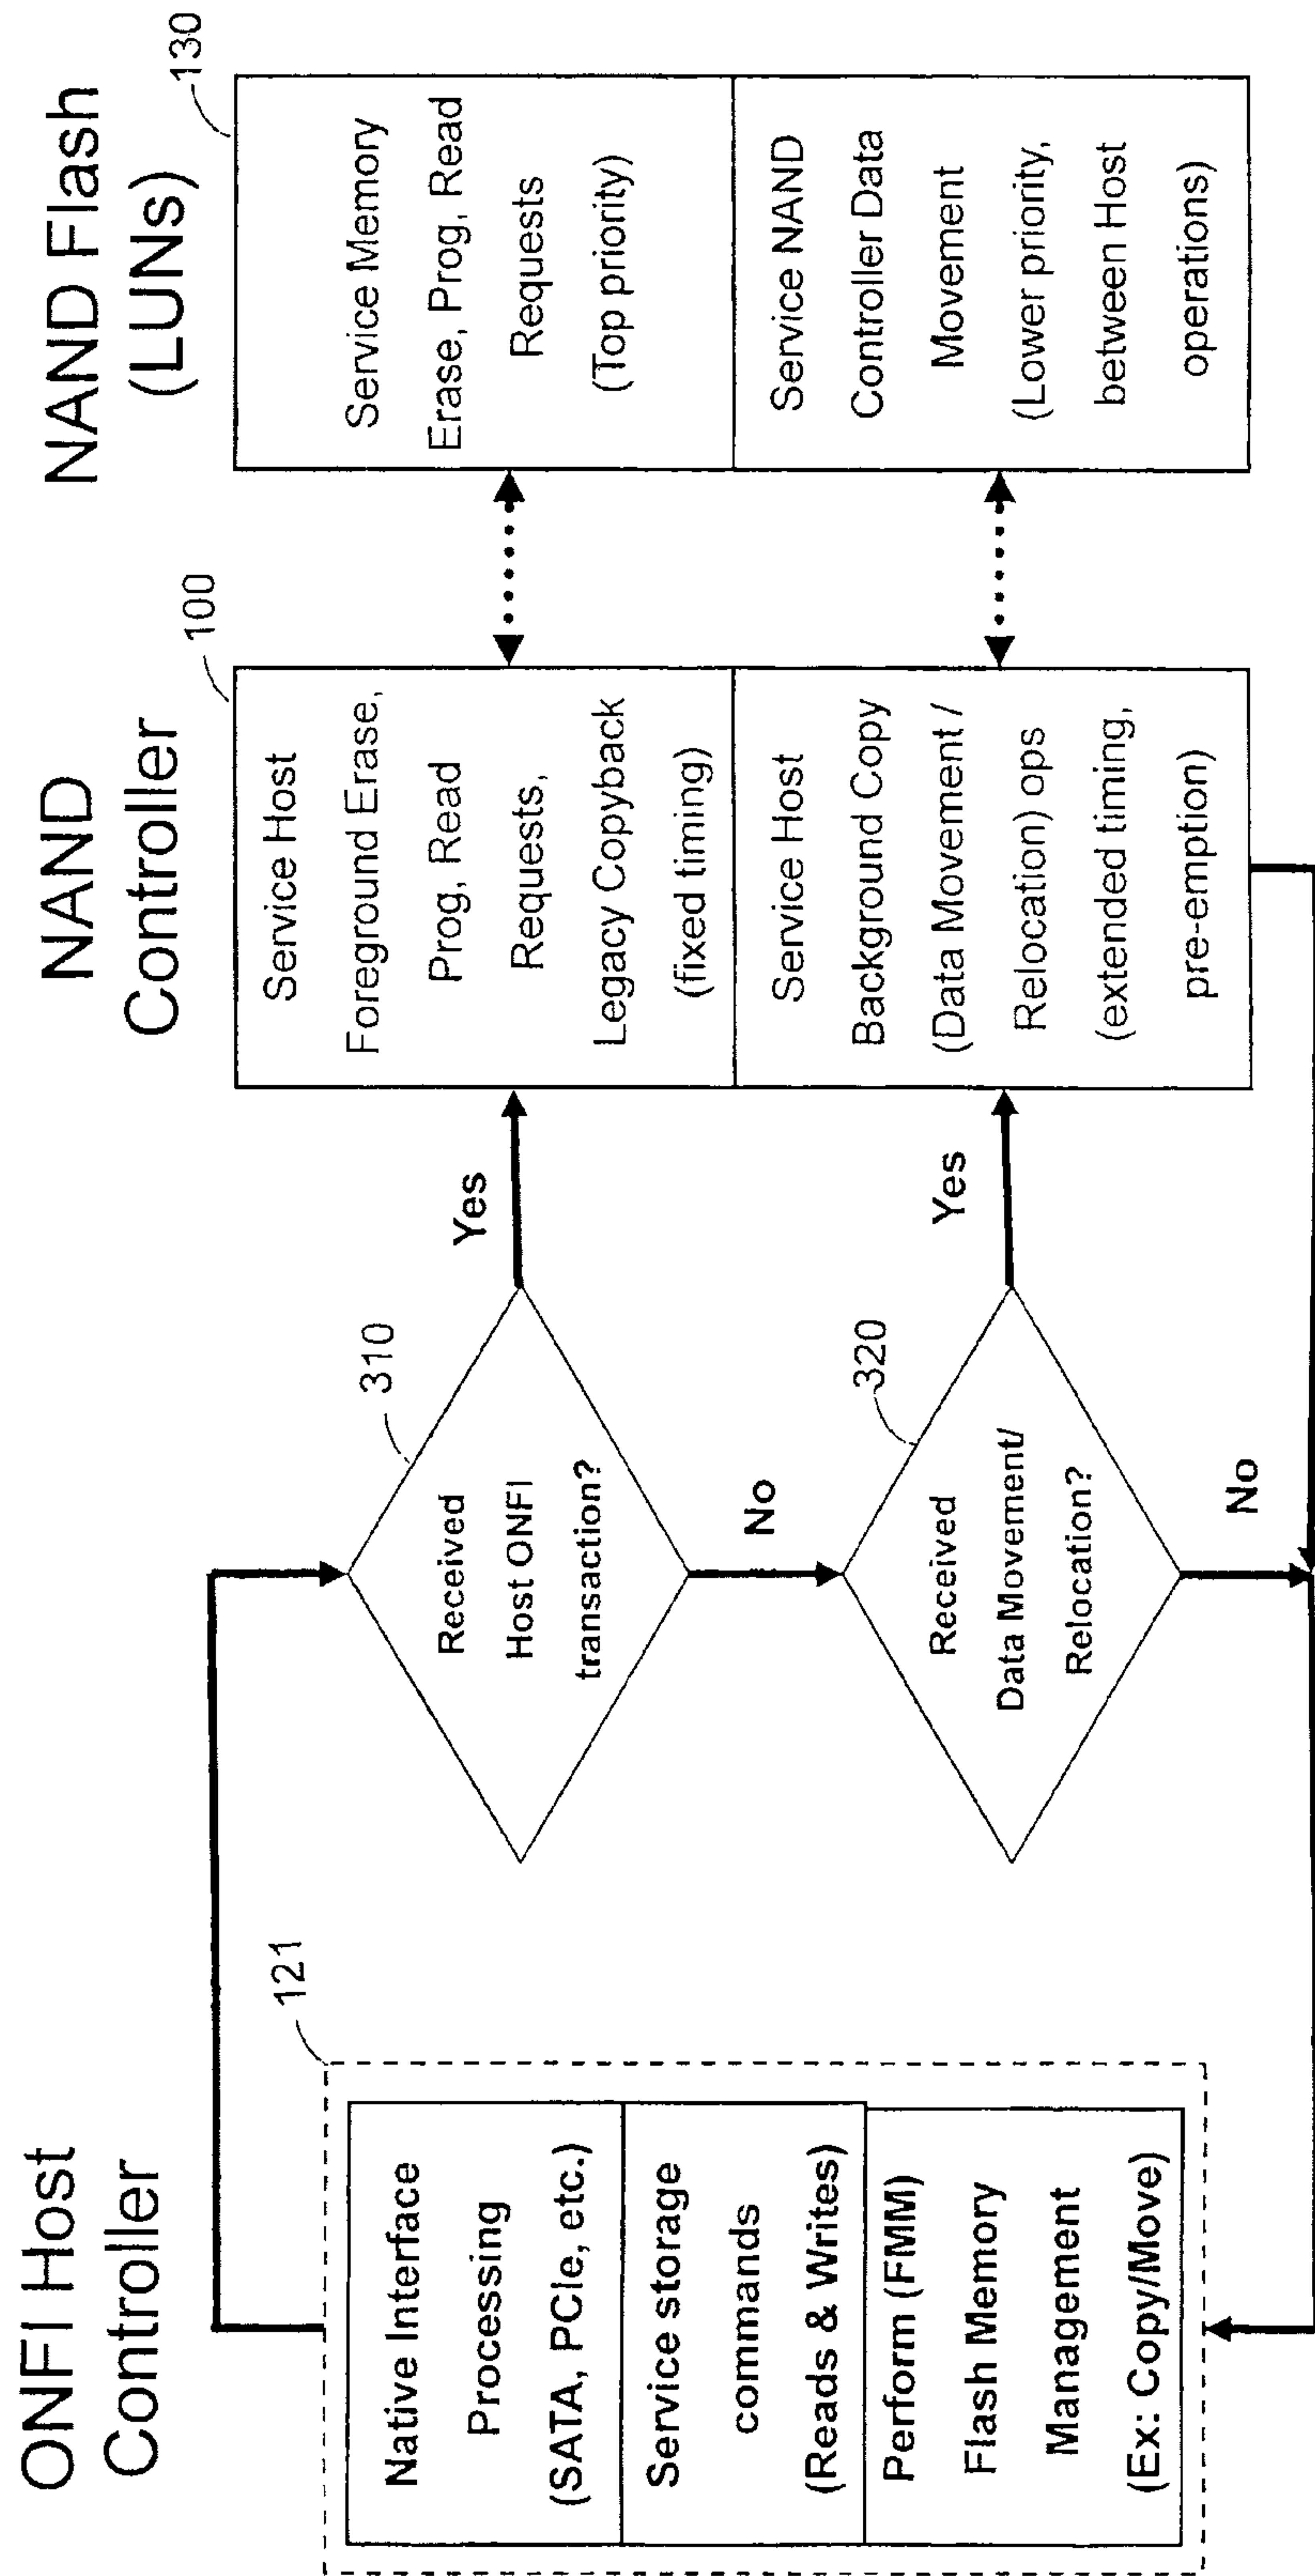 ONFI Host
Controller
121
Native Interface
Processing
(SATA, PCIe, etc.)
Service storage
commands
(Reads & Writes)
Perform (FMM)
Flash Memory
Management
(Ex: Copy/Move)
310
Received
Host ONFI
transaction?
Yes
No
320
Received
Data Movement/
Relocation?
Yes
No
NAND
Controller
100
Service Host
Foreground Erase,
Prog, Read
Requests,
Legacy Copyback
(fixed timing)
Service Host
Background Copy
(Data Movement /
Relocation) ops
(extended timing,
pre-emption)
NAND Flash
(LUNs)
130
Service Memory
Erase, Prog, Read
Requests
(Top priority)
Service NAND
Controller Data
Movement
(Lower priority,
between Host
operations)